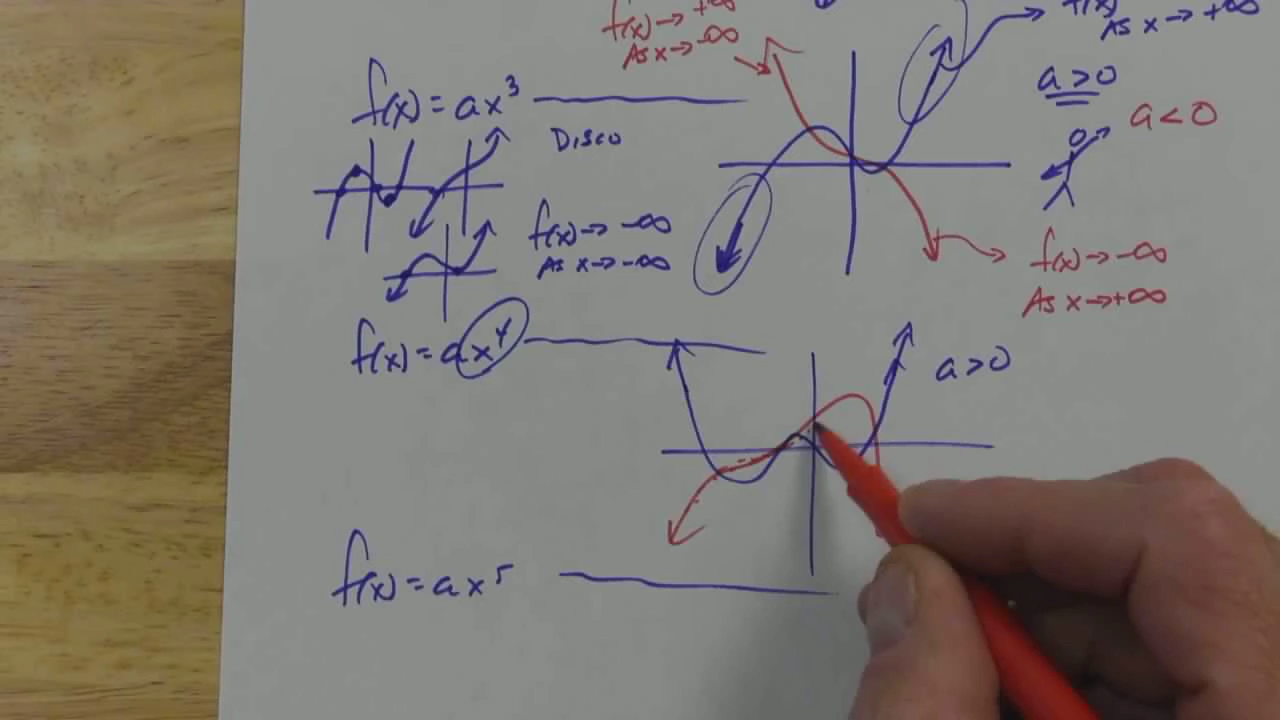 f(x)→+∞
As x→-∞
f(x)
As x→+∞
a>0
a<0
f(x)=ax³
Disco
f(x)→-∞
As x→-∞
f(x)→-∞
As x→+∞
f(x)=ax⁴
a>0
f(x)=ax⁵